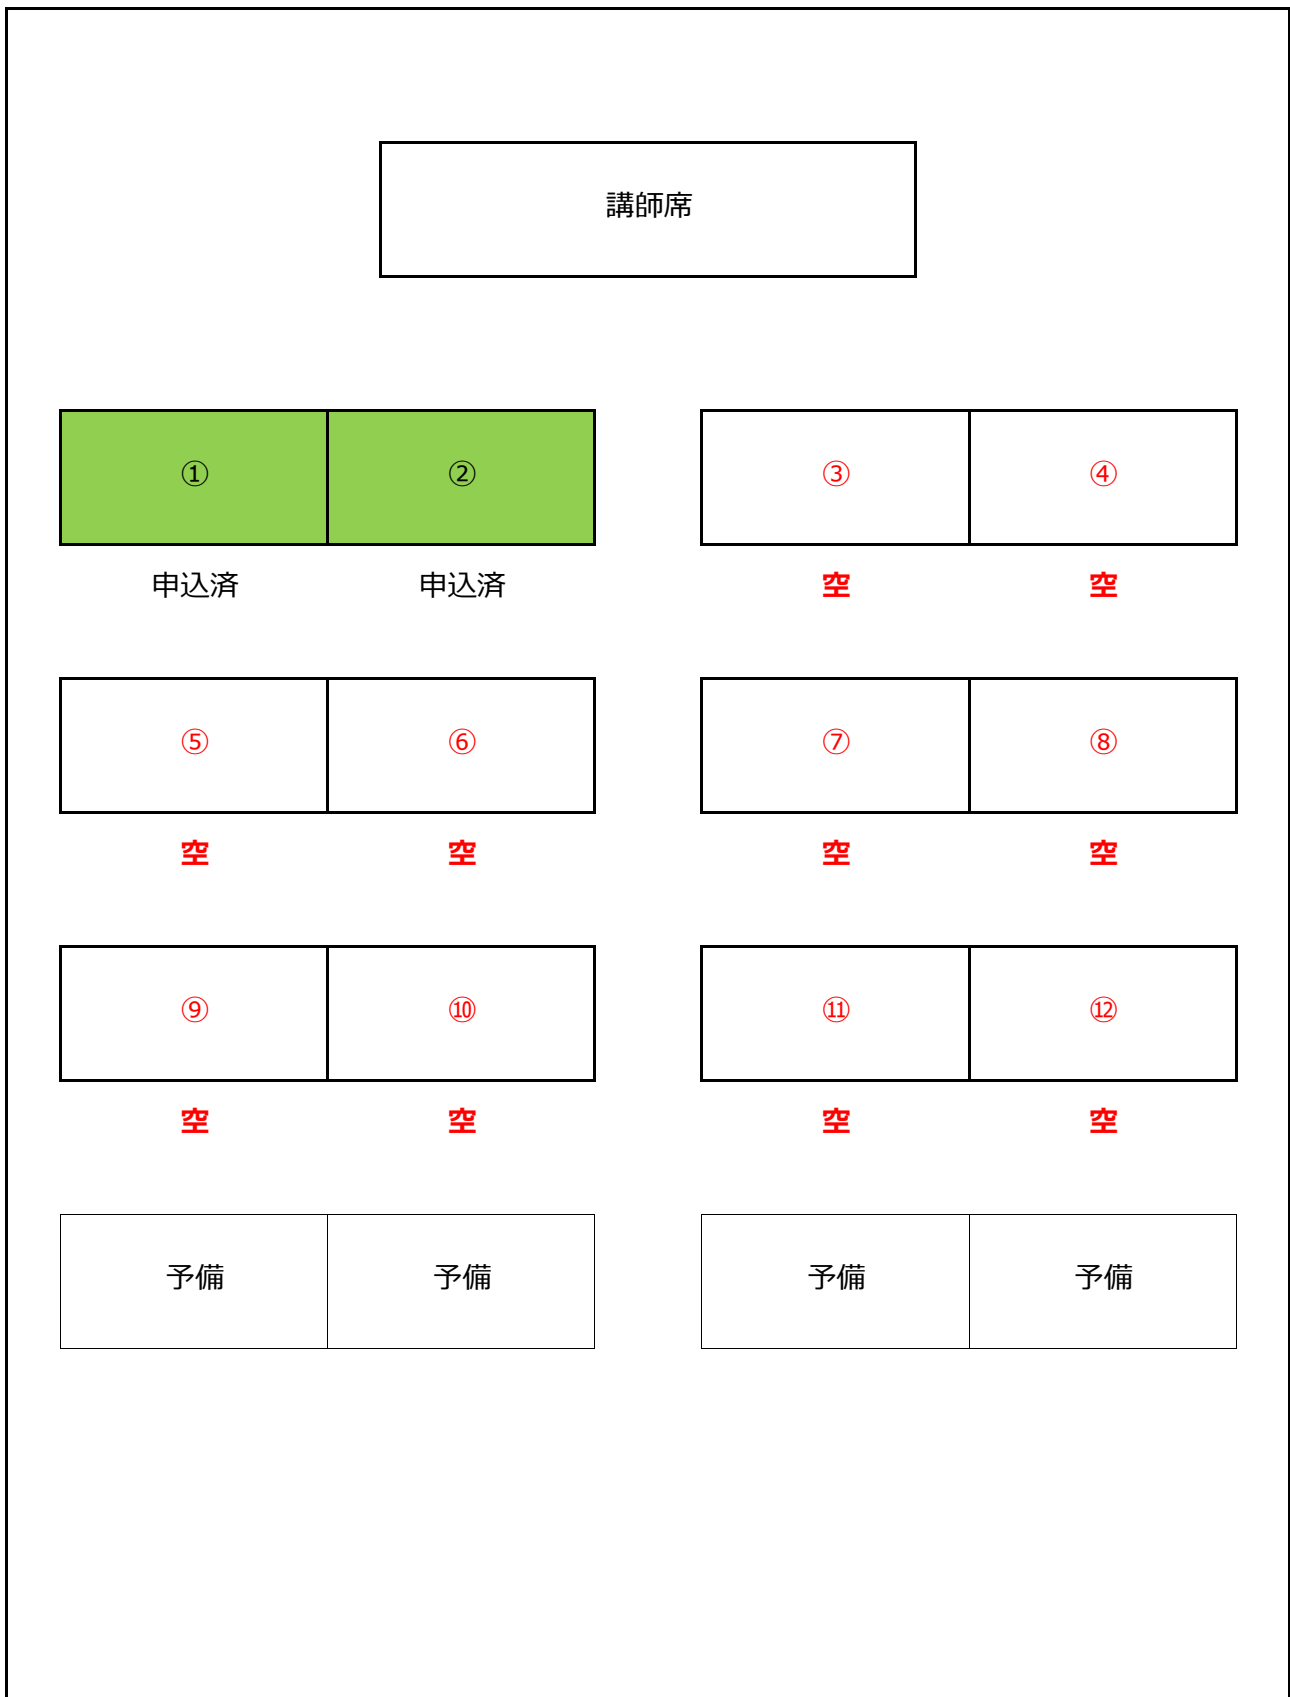 講師席
① ② ③ ④
申込済 申込済 空 空
⑤ ⑥ ⑦ ⑧
空 空 空 空
⑨ ⑩ ⑪ ⑫
空 空 空 空
予備 予備 予備 予備